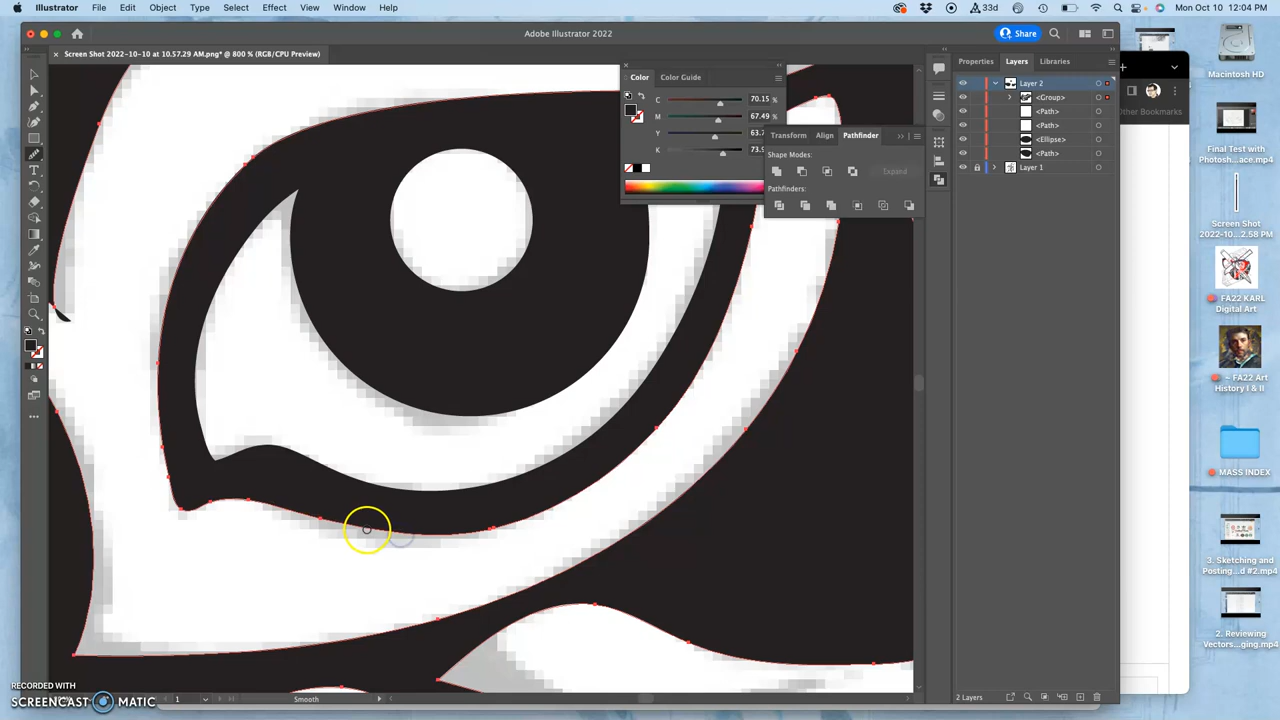 Illustrator File Edit Object Type Select Effect View Window Help
33d
Mon Oct 10 12:04 PM
Adobe Illustrator 2022
Share
× Screen Shot 2022-10-10 at 10.57.29 AM.png* @ 800 % (RGB/CPU Preview)
Color Color Guide
C 70.15 %
M 67.49 %
Y 63.7
K 73.9
Transform Align Pathfinder
Shape Modes:
Expand
Pathfinders:
Properties Layers Libraries
Layer 2
<Group>
<Path>
<Path>
<Ellipse>
<Path>
Layer 1
Other Bookmarks
Macintosh HD
Final Test with
Photosh...ace.mp4
Screen Shot
2022-10...2.58 PM
FA22 KARL
Digital Art
~ FA22 Art
History I & II
MASS INDEX
3. Sketching and
Posting...d #2.mp4
2. Reviewing
Vectors...ging.mp4
1
Smooth
2 Layers
RECORDED WITH
SCREENCAST MATIC